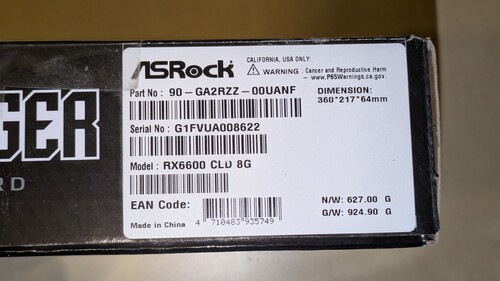 ASRock
CALIFORNIA, USA ONLY:
WARNING : Cancer and Reproductive Harm
– www.P65Warnings.ca.gov.
Part No : 90-GA2RZZ-00UANF
DIMENSION:
360*217*64mm
Serial No : G1FVUA008622
Model : RX6600 CLD 8G
EAN Code:
4 710483 935749
Made in China
N/W: 627.00 G
G/W: 924.90 G
GER
RD